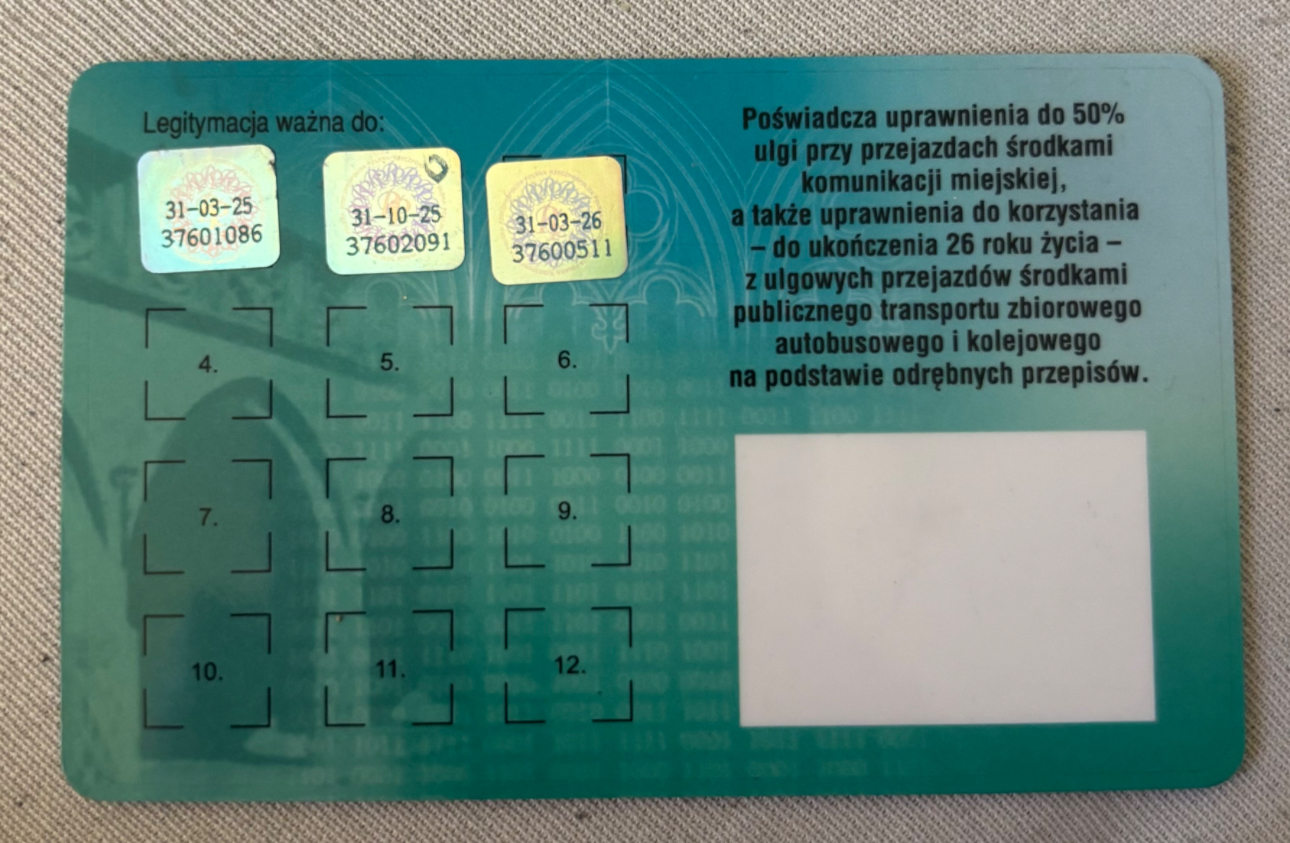 Legitymacja ważna do:
31-03-25
37601086
31-10-25
37602091
31-03-26
37600511
4.
5.
6.
7.
8.
9.
10.
11.
12.
Poświadcza uprawnienia do 50%
ulgi przy przejazdach środkami
komunikacji miejskiej,
a także uprawnienia do korzystania
– do ukończenia 26 roku życia –
z ulgowych przejazdów środkami
publicznego transportu zbiorowego
autobusowego i kolejowego
na podstawie odrębnych przepisów.